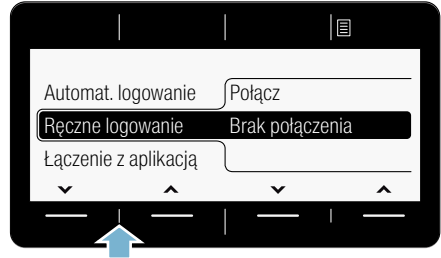 Automat. logowanie Połącz
Ręczne logowanie Brak połączenia
Łączenie z aplikacją